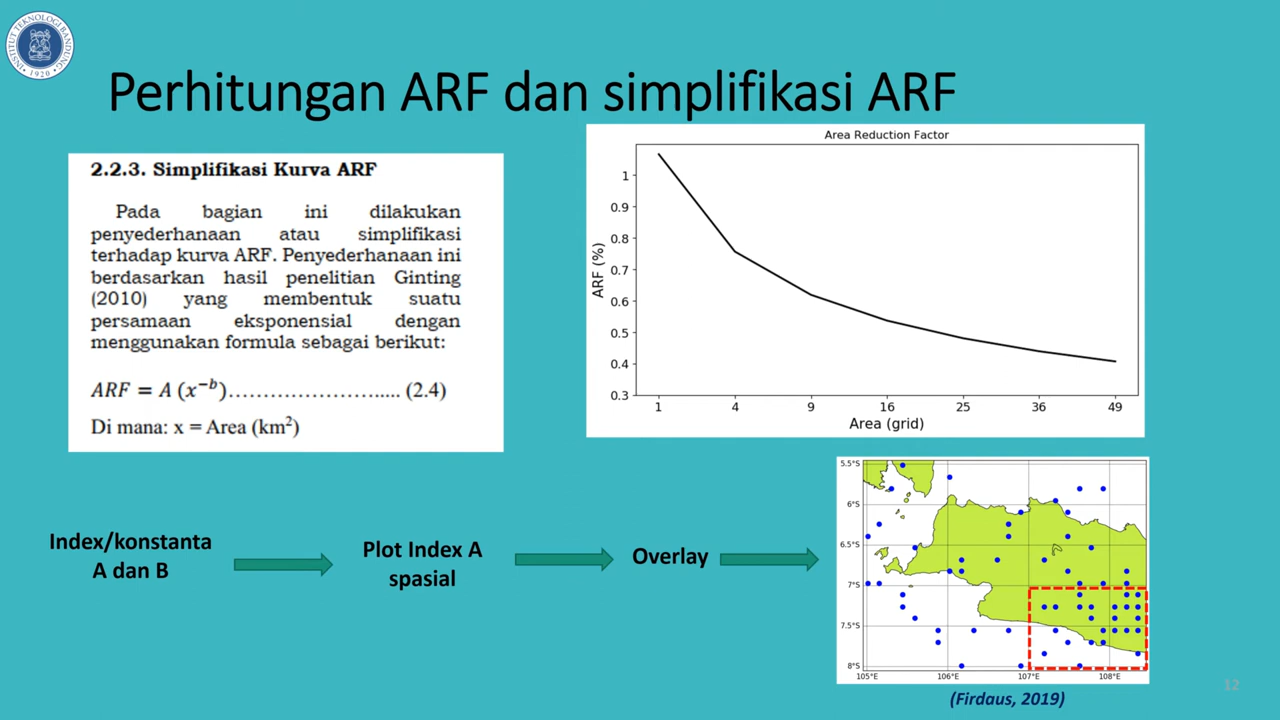 INSTITUT TEKNOLOGI BANDUNG
1920
Perhitungan ARF dan simplifikasi ARF
2.2.3. Simplifikasi Kurva ARF
Pada bagian ini dilakukan
penyederhanaan atau simplifikasi
terhadap kurva ARF. Penyederhanaan ini
berdasarkan hasil penelitian Ginting
(2010) yang membentuk suatu
persamaan eksponensial dengan
menggunakan formula sebagai berikut:
ARF = A (x⁻ᵇ)........................... (2.4)
Di mana: x = Area (km²)
Area Reduction Factor
ARF (%)
1
0.9
0.8
0.7
0.6
0.5
0.4
0.3
1 4 9 16 25 36 49
Area (grid)
Index/konstanta
A dan B
Plot Index A
spasial
Overlay
5.5°S
6°S
6.5°S
7°S
7.5°S
8°S
105°E 106°E 107°E 108°E
(Firdaus, 2019)
12